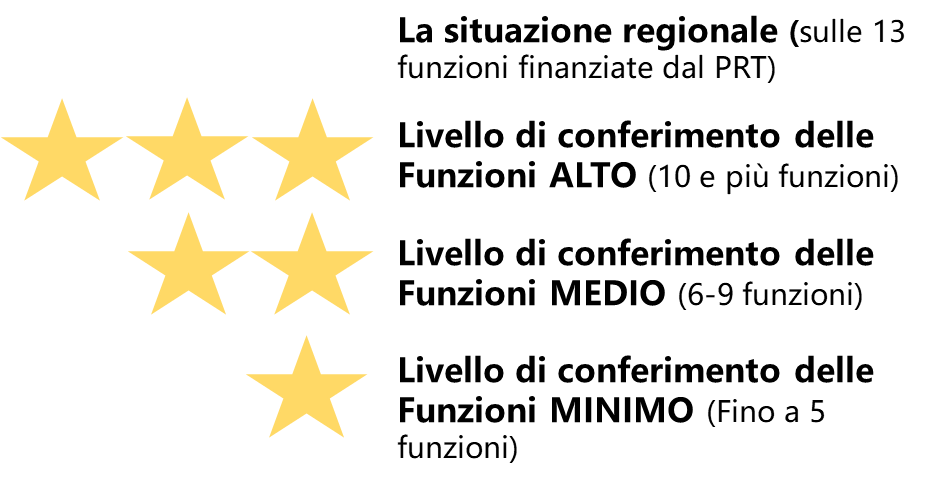 La situazione regionale (sulle 13
funzioni finanziate dal PRT)
Livello di conferimento delle
Funzioni ALTO (10 e più funzioni)
Livello di conferimento delle
Funzioni MEDIO (6-9 funzioni)
Livello di conferimento delle
Funzioni MINIMO (Fino a 5
funzioni)